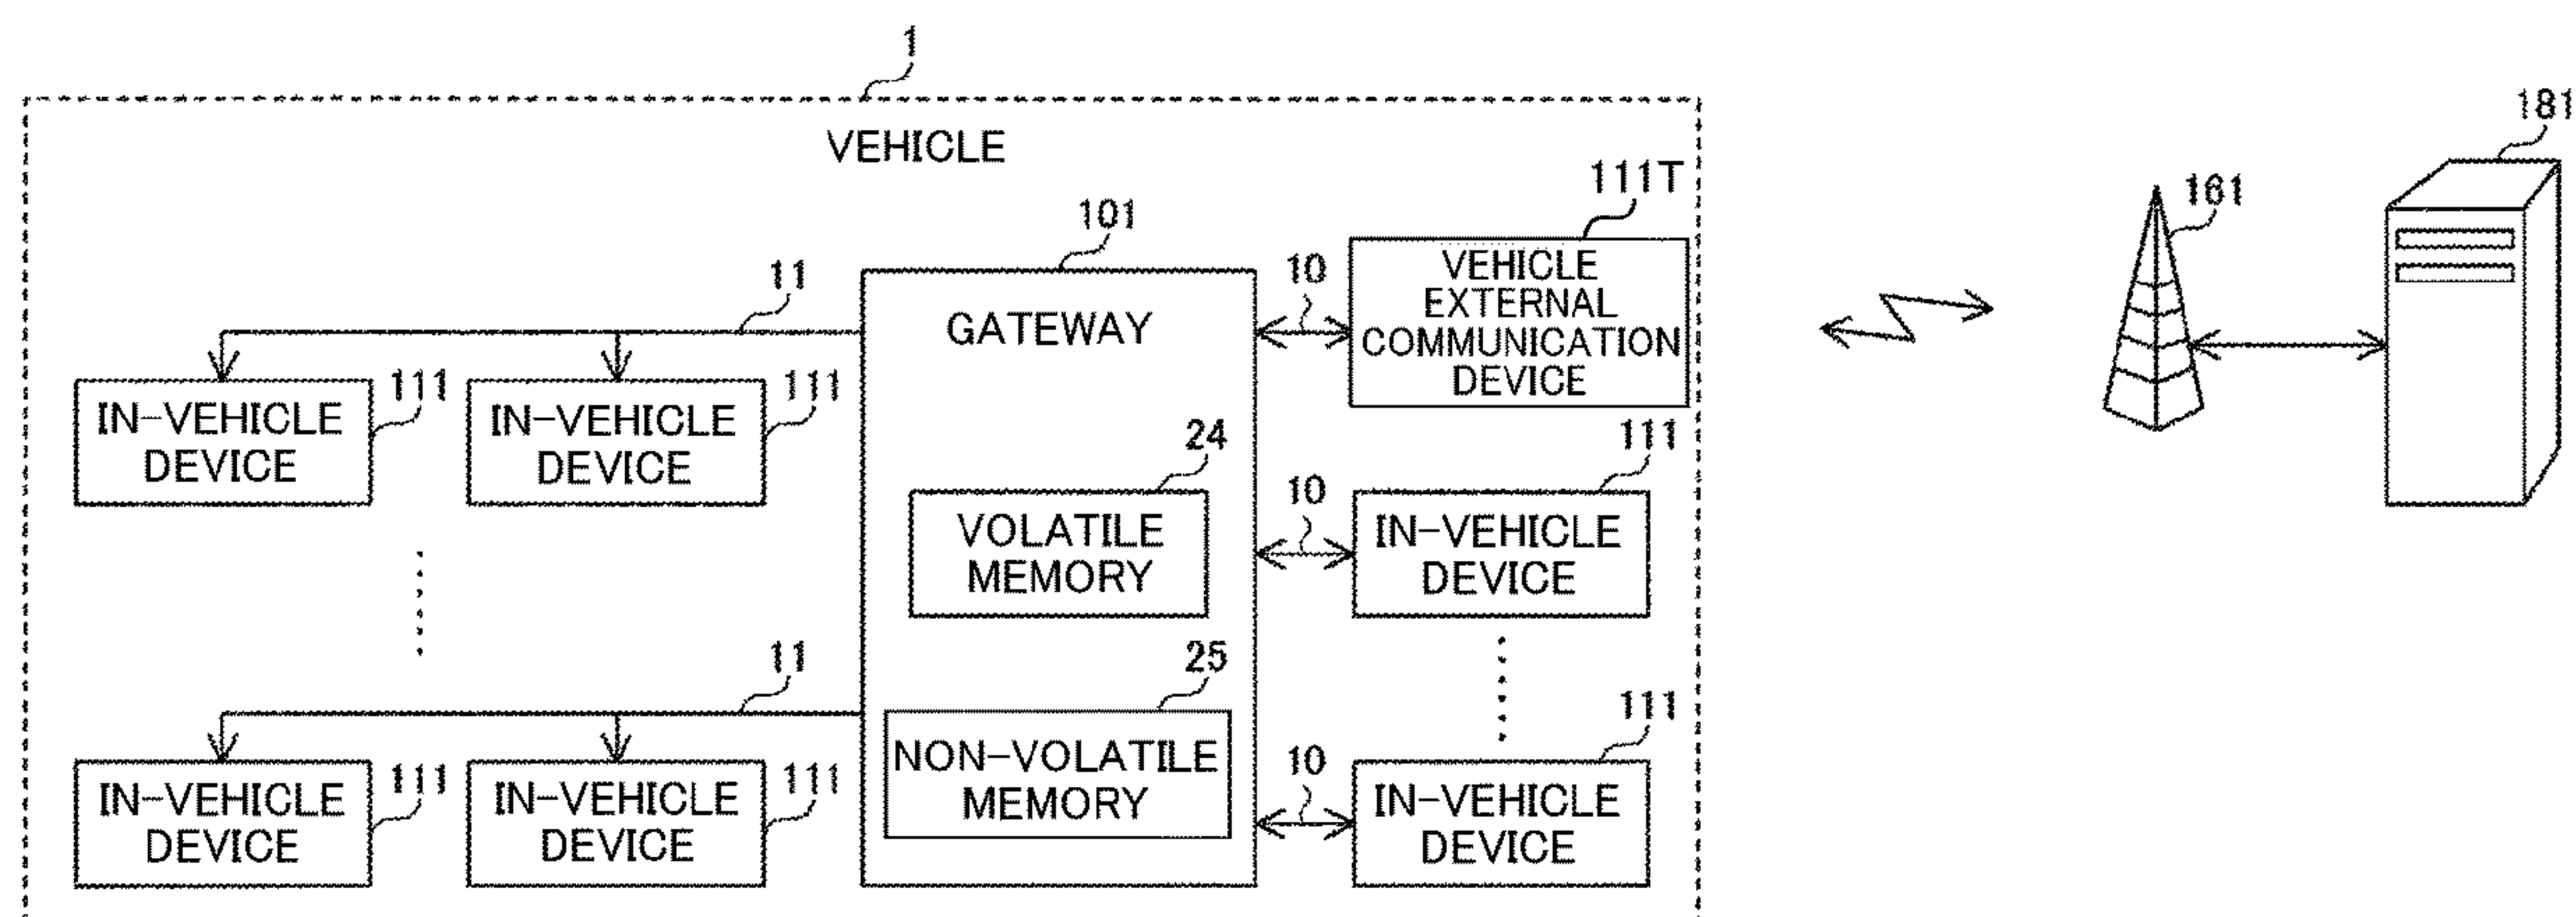 1
VEHICLE
181
161
111T
101
11
10
VEHICLE
EXTERNAL
COMMUNICATION
DEVICE
GATEWAY
111
111
IN-VEHICLE
DEVICE
IN-VEHICLE
DEVICE
24
VOLATILE
MEMORY
10
111
IN-VEHICLE
DEVICE
11
25
NON-VOLATILE
MEMORY
10
111
IN-VEHICLE
DEVICE
111
111
IN-VEHICLE
DEVICE
IN-VEHICLE
DEVICE